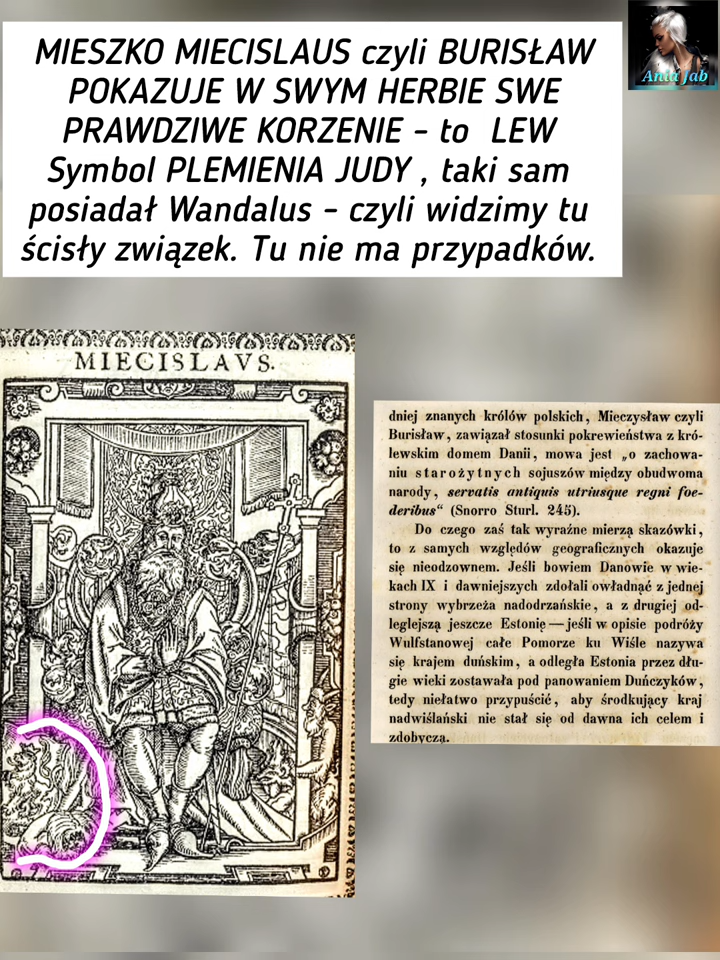 MIESZKO MIECISLAUS czyli BURISŁAW
POKAZUJE W SWYM HERBIE SWE
PRAWDZIWE KORZENIE - to LEW
Symbol PLEMIENIA JUDY , taki sam
posiadał Wandalus - czyli widzimy tu
ścisły związek. Tu nie ma przypadków.
Ania Jab
MIECISLAVS.
dniej znanych królów polskich, Mieczysław czyli
Burisław, zawiązał stosunki pokrewieństwa z kró-
lewskim domem Danii, mowa jest „o zachowa-
niu starożytnych sojuszów między obudwoma
narody, servatis antiquis utriusque regni foe-
deribus“ (Snorro Sturl. 245).
Do czego zaś tak wyraźne mierzą skazówki,
to z samych względów geograficznych okazuje
się nieodzownem. Jeśli bowiem Danowie w wie-
kach IX i dawniejszych zdołali owładnąć z jednej
strony wybrzeża nadodrzańskie, a z drugiej od-
leglejszą jeszcze Estonię—jeśli w opisie podróży
Wulfstanowej całe Pomorze ku Wiśle nazywa
się krajem duńskim, a odległa Estonia przez dłu-
gie wieki zostawała pod panowaniem Duńczyków,
tedy niełatwo przypuścić, aby środkujący kraj
nadwiślański nie stał się od dawna ich celem i
zdobyczą.